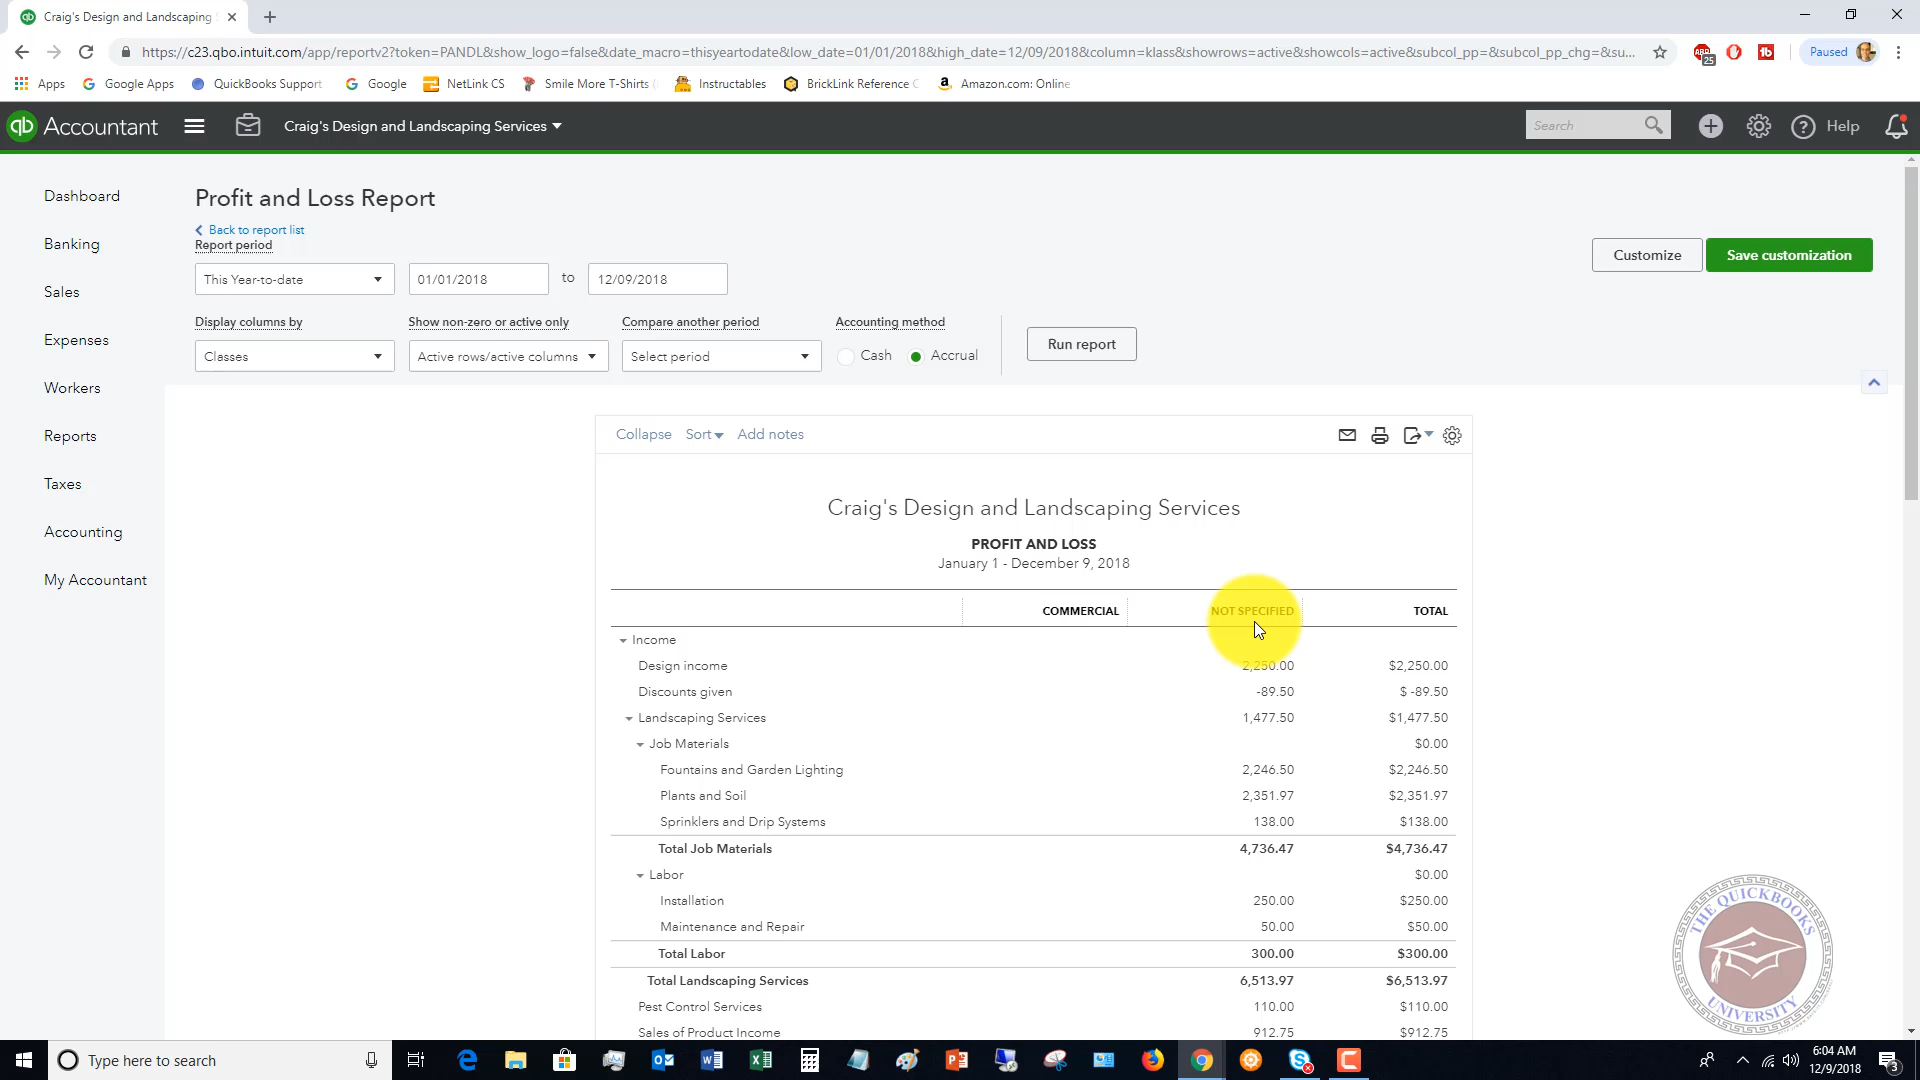 Craig's Design and Landscaping
https://c23.qbo.intuit.com/app/reportv2?token=PANDL&show_logo=false&date_macro=thisyeartodate&low_date=01/01/2018&high_date=12/09/2018&column=klass&showrows=active&showcols=active&subcol_pp=&subcol_pp_chg=&su...
25
Paused
Apps
Google Apps
QuickBooks Support
Google
NetLink CS
Smile More T-Shirts
Instructables
BrickLink Reference
Amazon.com: Online
qb Accountant
Craig's Design and Landscaping Services
Search
Help
Dashboard
Banking
Sales
Expenses
Workers
Reports
Taxes
Accounting
My Accountant
Profit and Loss Report
Back to report list
Report period
This Year-to-date
01/01/2018
to
12/09/2018
Customize
Save customization
Display columns by
Show non-zero or active only
Compare another period
Accounting method
Classes
Active rows/active columns
Select period
Cash
Accrual
Run report
Collapse Sort Add notes
Craig's Design and Landscaping Services
PROFIT AND LOSS
January 1 - December 9, 2018
COMMERCIAL NOT SPECIFIED TOTAL
Income
Design income 2,250.00 $2,250.00
Discounts given -89.50 $ -89.50
Landscaping Services 1,477.50 $1,477.50
Job Materials $0.00
Fountains and Garden Lighting 2,246.50 $2,246.50
Plants and Soil 2,351.97 $2,351.97
Sprinklers and Drip Systems 138.00 $138.00
Total Job Materials 4,736.47 $4,736.47
Labor $0.00
Installation 250.00 $250.00
Maintenance and Repair 50.00 $50.00
Total Labor 300.00 $300.00
Total Landscaping Services 6,513.97 $6,513.97
Pest Control Services 110.00 $110.00
Sales of Product Income 912.75 $912.75
THE QUICKBOOKS
UNIVERSITY
Type here to search
6:04 AM
12/9/2018
3